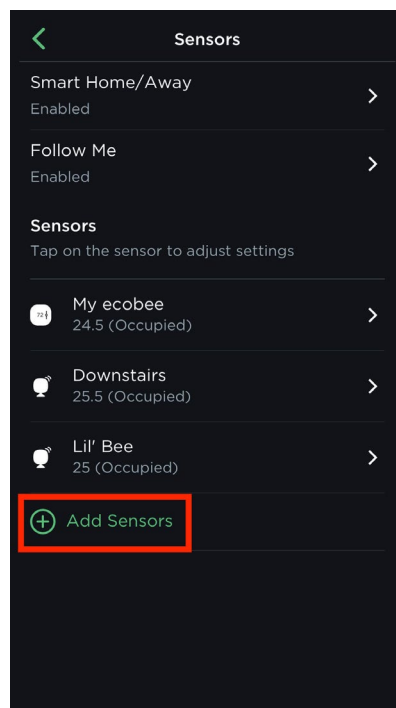 Sensors
Smart Home/Away
Enabled
Follow Me
Enabled
Sensors
Tap on the sensor to adjust settings
My ecobee
24.5 (Occupied)
72
Downstairs
25.5 (Occupied)
Lil' Bee
25 (Occupied)
Add Sensors